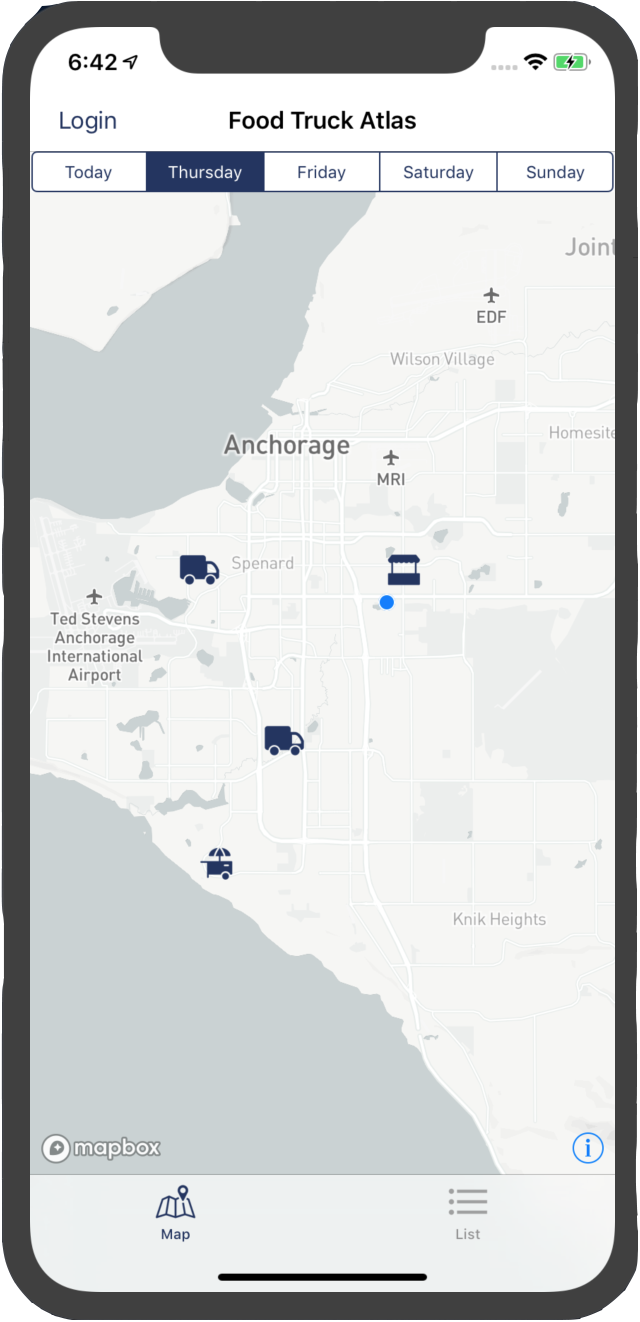 6:42
Login
Food Truck Atlas
Today Thursday Friday Saturday Sunday
Joint
EDF
Wilson Village
Homesite
Anchorage
MRI
Spenard
Ted Stevens
Anchorage
International
Airport
Knik Heights
mapbox
i
Map
List